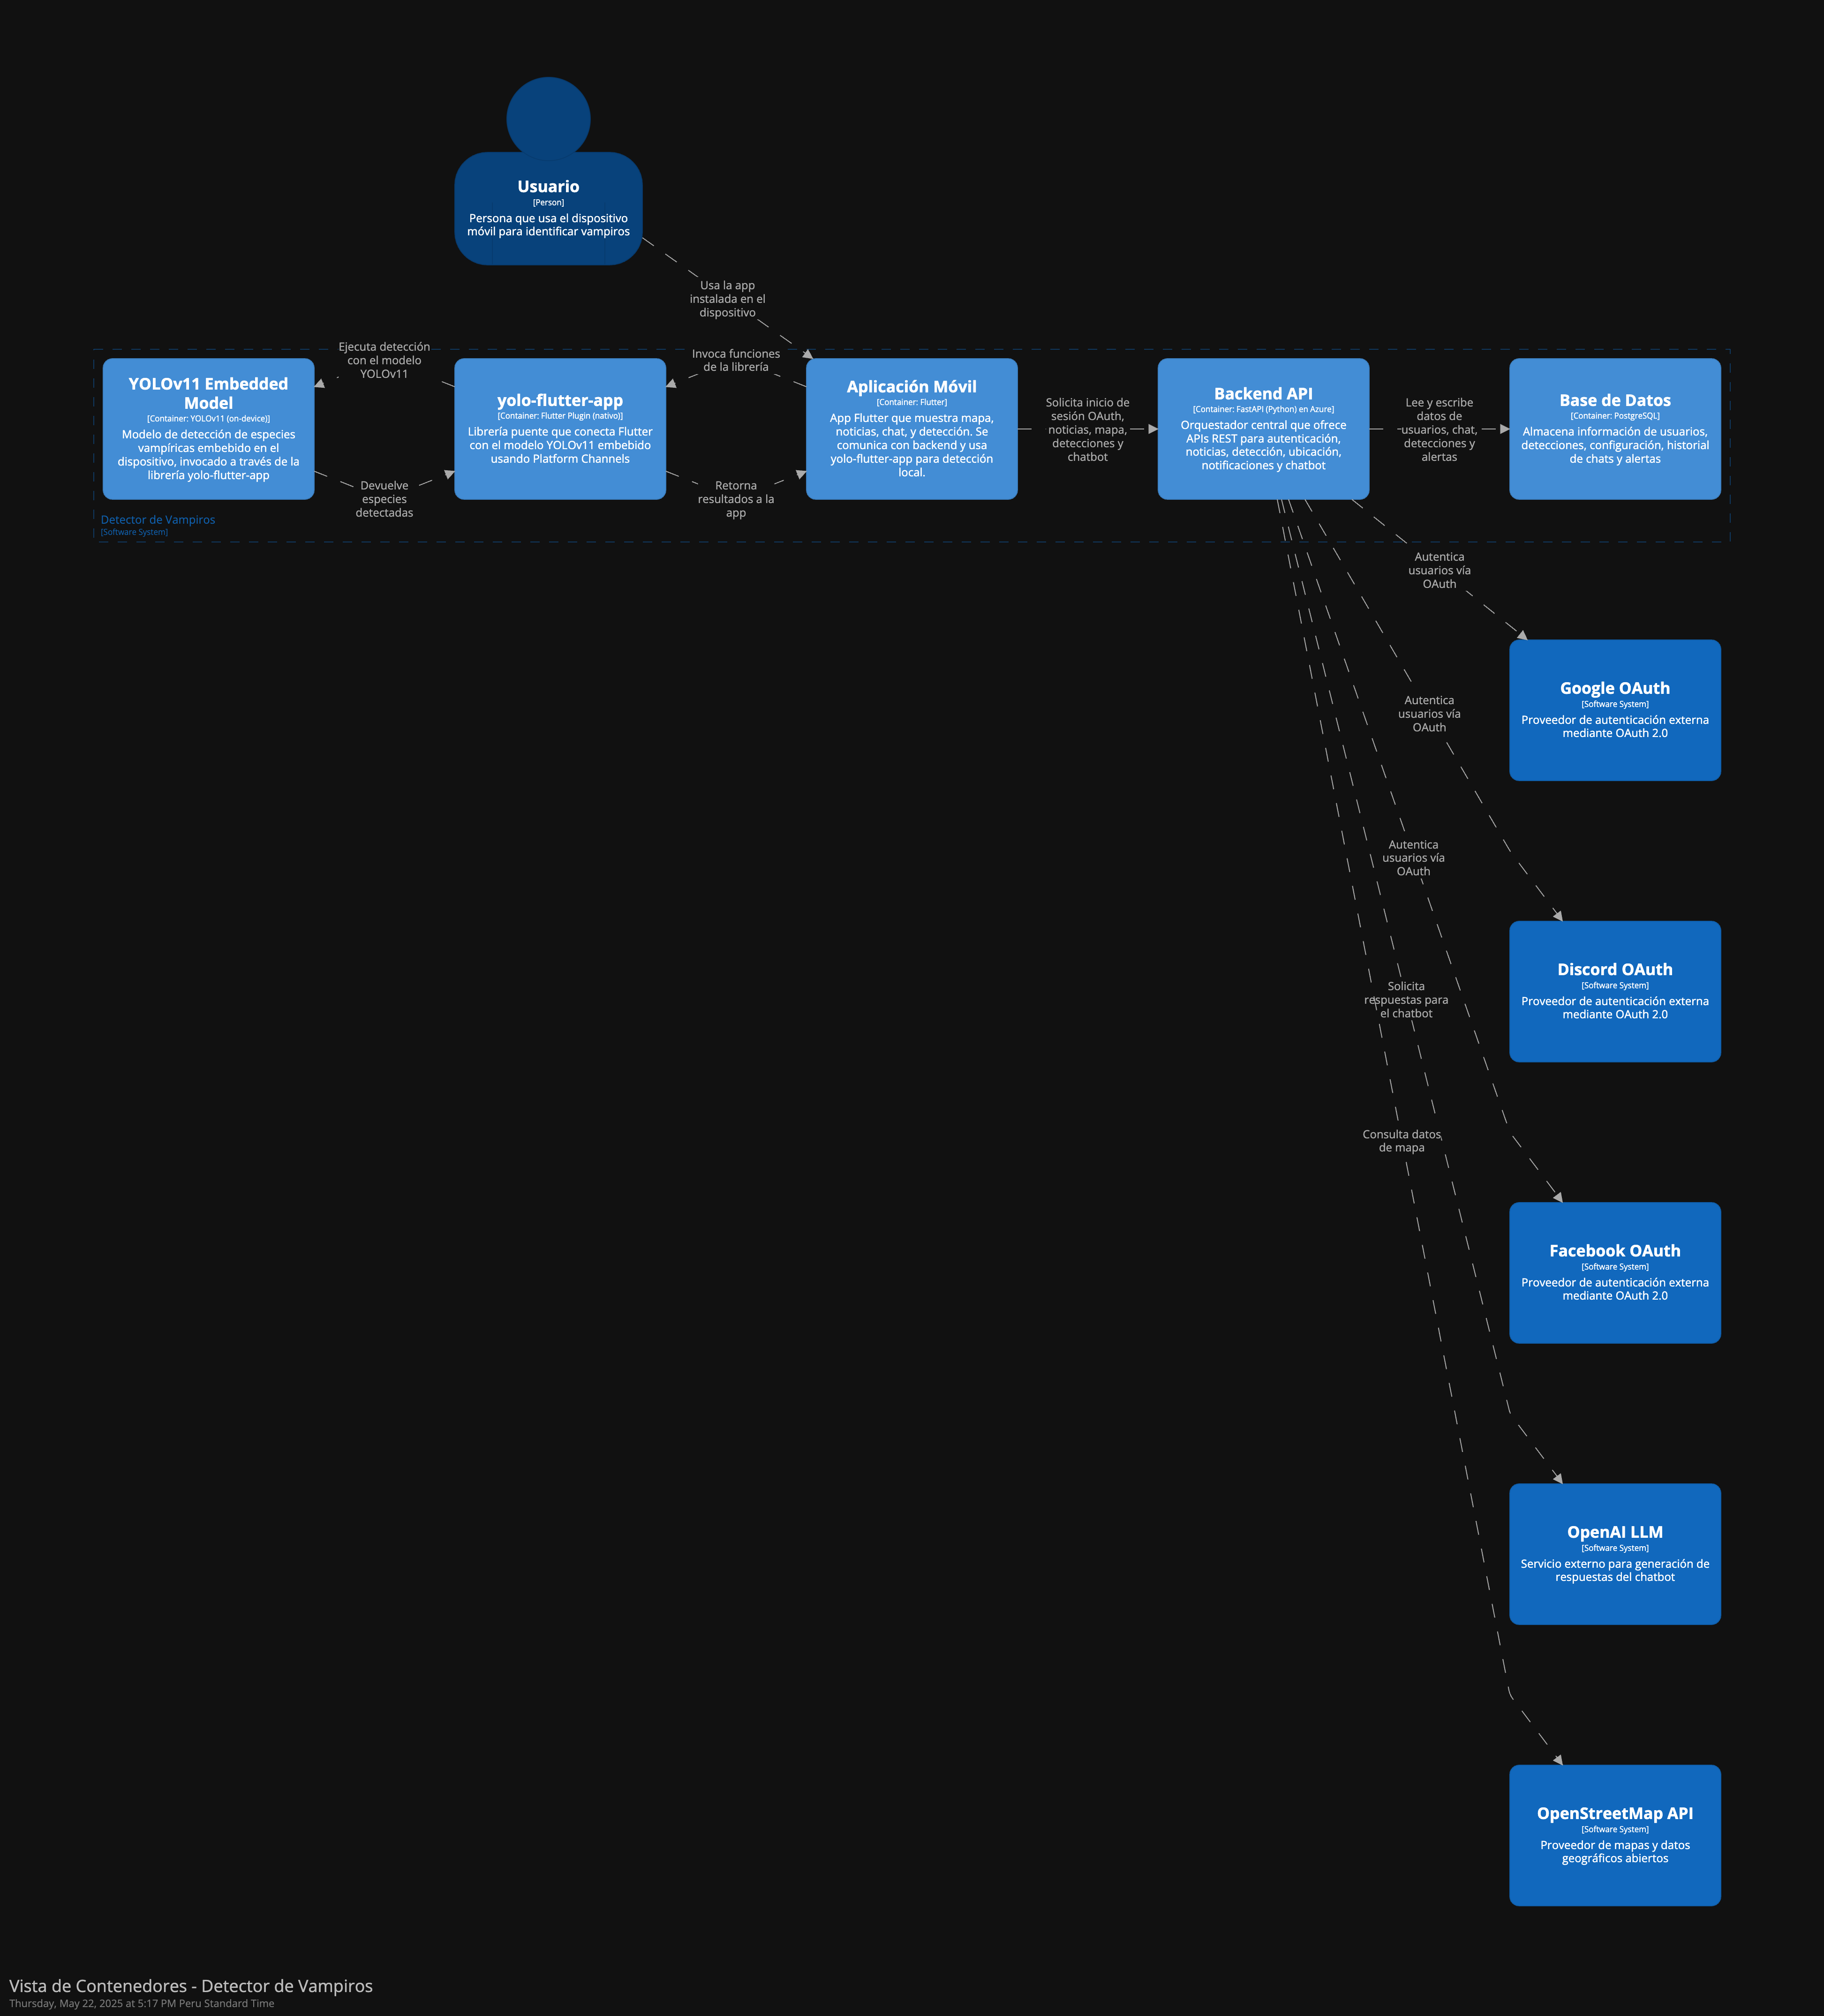 Usuario
[Person]
Persona que usa el dispositivo
móvil para identificar vampiros
Usa la app
instalada en el
dispositivo
Ejecuta detección
con el modelo
YOLOv11
Invoca funciones
de la librería
YOLOv11 Embedded
Model
[Container: YOLOv11 (on-device)]
Modelo de detección de especies
vampíricas embebido en el
dispositivo, invocado a través de la
librería yolo-flutter-app
yolo-flutter-app
[Container: Flutter Plugin (nativo)]
Librería puente que conecta Flutter
con el modelo YOLOv11 embebido
usando Platform Channels
Aplicación Móvil
[Container: Flutter]
App Flutter que muestra mapa,
noticias, chat, y detección. Se
comunica con backend y usa
yolo-flutter-app para detección
local.
Solicita inicio de
sesión OAuth,
noticias, mapa,
detecciones y
chatbot
Backend API
[Container: FastAPI (Python) en Azure]
Orquestador central que ofrece
APIs REST para autenticación,
noticias, detección, ubicación,
notificaciones y chatbot
Lee y escribe
datos de
usuarios, chat,
detecciones y
alertas
Base de Datos
[Container: PostgreSQL]
Almacena información de usuarios,
detecciones, configuración, historial
de chats y alertas
Devuelve
especies
detectadas
Retorna
resultados a la
app
Detector de Vampiros
[Software System]
Autentica
usuarios vía
OAuth
Google OAuth
[Software System]
Proveedor de autenticación externa
mediante OAuth 2.0
Autentica
usuarios vía
OAuth
Autentica
usuarios vía
OAuth
Discord OAuth
[Software System]
Proveedor de autenticación externa
mediante OAuth 2.0
Solicita
respuestas para
el chatbot
Consulta datos
de mapa
Facebook OAuth
[Software System]
Proveedor de autenticación externa
mediante OAuth 2.0
OpenAI LLM
[Software System]
Servicio externo para generación de
respuestas del chatbot
OpenStreetMap API
[Software System]
Proveedor de mapas y datos
geográficos abiertos
Vista de Contenedores - Detector de Vampiros
Thursday, May 22, 2025 at 5:17 PM Peru Standard Time